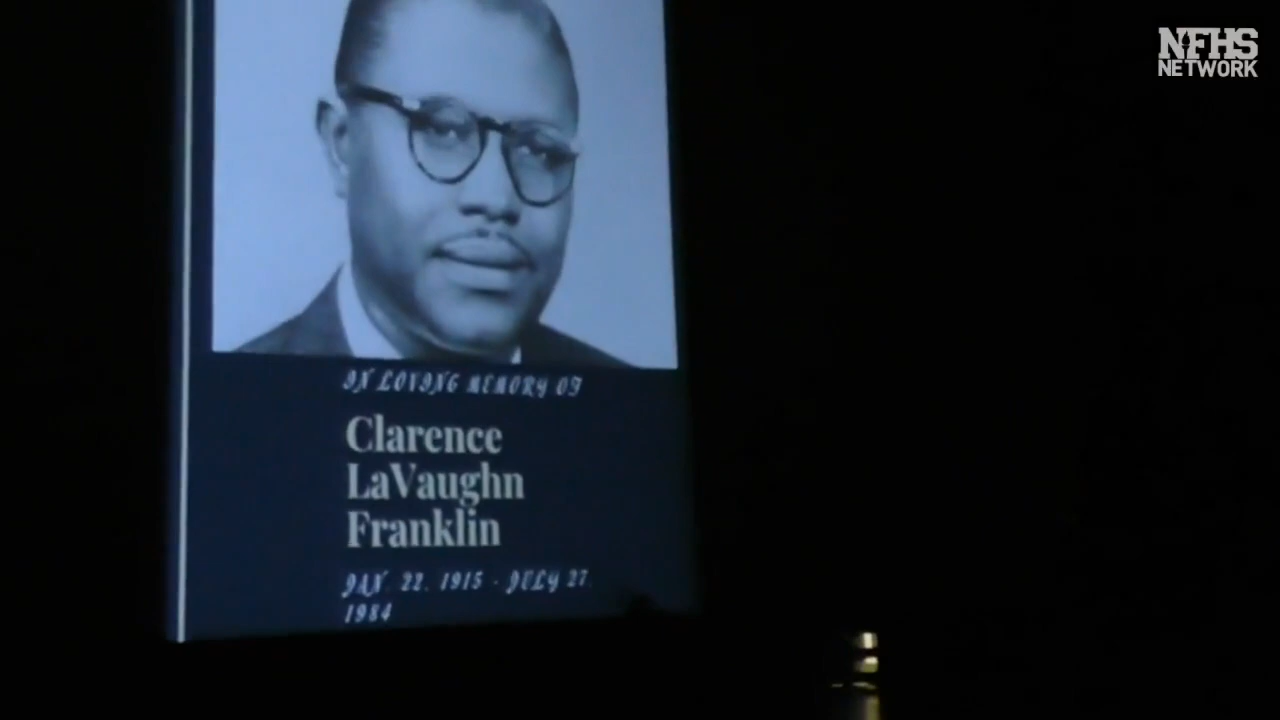 NFHS
NETWORK
IN LOVING MEMORY OF
Clarence
LaVaughn
Franklin
JAN. 22. 1915 - JULY 27.
1984